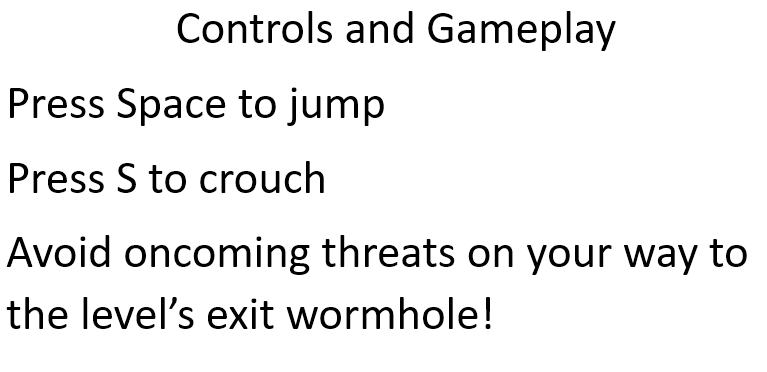 Controls and Gameplay
Press Space to jump
Press S to crouch
Avoid oncoming threats on your way to
the level’s exit wormhole!